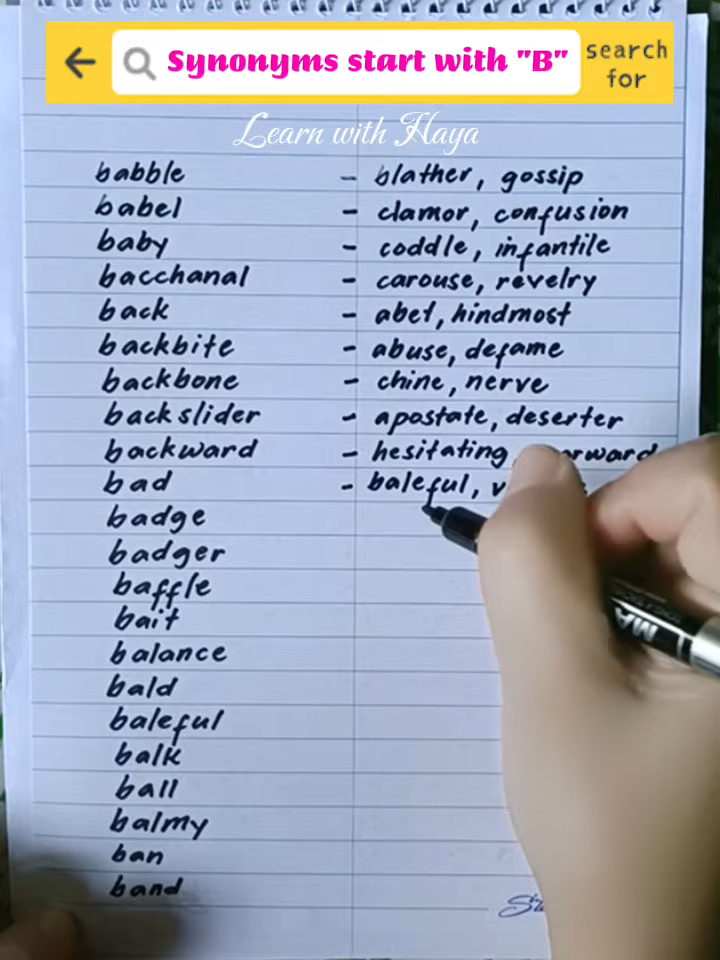 Synonyms start with "B"
search
for
Learn with Haya
babble - blather, gossip
babel - clamor, confusion
baby - coddle, infantile
bacchanal - carouse, revelry
back - abet, hindmost
backbite - abuse, defame
backbone - chine, nerve
backslider - apostate, deserter
backward - hesitating
bad - baleful,
badge
badger
baffle
bait
balance
bald
baleful
balk
ball
balmy
ban
band
MA